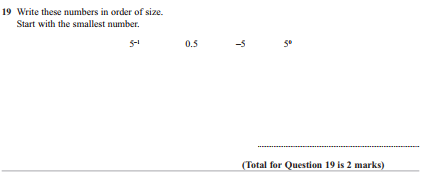 19 Write these numbers in order of size.
Start with the smallest number.
5⁻¹ 0.5 –5 5⁰
(Total for Question 19 is 2 marks)